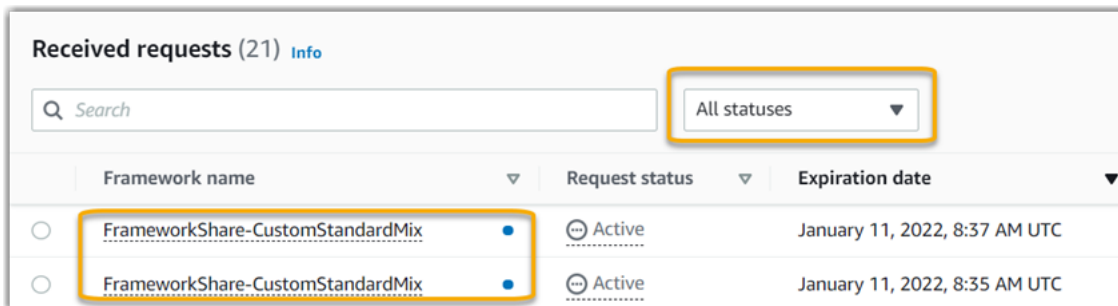 Received requests (21) Info
Search
All statuses
Framework name Request status Expiration date
FrameworkShare-CustomStandardMix Active January 11, 2022, 8:37 AM UTC
FrameworkShare-CustomStandardMix Active January 11, 2022, 8:35 AM UTC